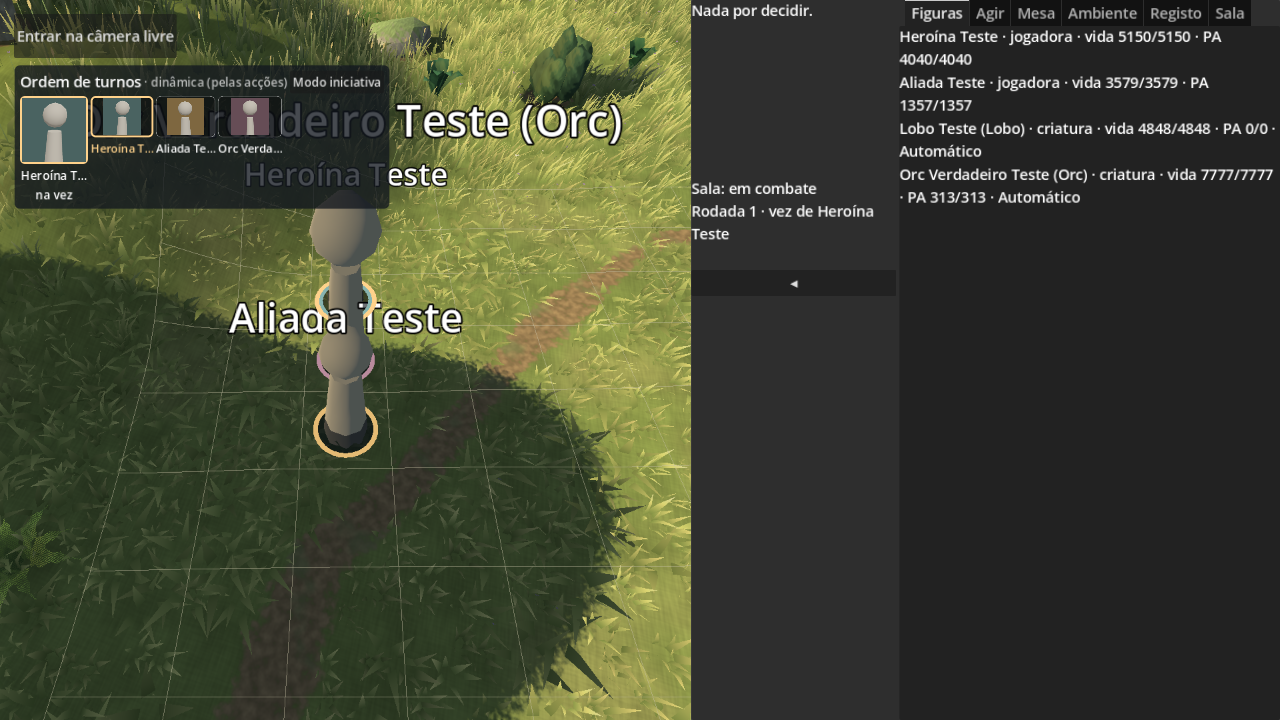 Entrar na câmera livre
Ordem de turnos · dinâmica (pelas acções) Modo iniciativa
Heroína T...
na vez
Heroína T...
Aliada Te...
Orc Verda...
deiro Teste (Orc)
Heroína Teste
Aliada Teste
Nada por decidir.
Sala: em combate
Rodada 1 · vez de Heroína
Teste
Figuras Agir Mesa Ambiente Registo Sala
Heroína Teste · jogadora · vida 5150/5150 · PA
4040/4040
Aliada Teste · jogadora · vida 3579/3579 · PA
1357/1357
Lobo Teste (Lobo) · criatura · vida 4848/4848 · PA 0/0 ·
Automático
Orc Verdadeiro Teste (Orc) · criatura · vida 7777/7777
· PA 313/313 · Automático